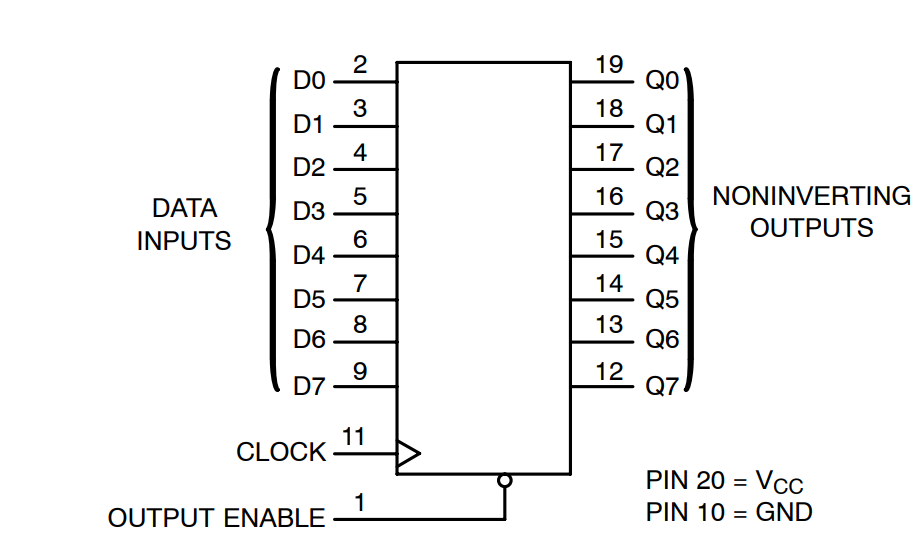 D0 2 19 Q0
D1 3 18 Q1
D2 4 17 Q2
D3 5 16 Q3
D4 6 15 Q4
D5 7 14 Q5
D6 8 13 Q6
D7 9 12 Q7
DATA
INPUTS
NONINVERTING
OUTPUTS
CLOCK 11
OUTPUT ENABLE 1
PIN 20 = VCC
PIN 10 = GND